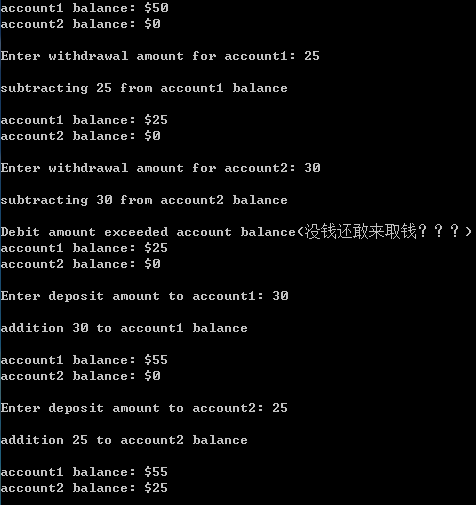 account1 balance: $50
account2 balance: $0
Enter withdrawal amount for account1: 25
subtracting 25 from account1 balance
account1 balance: $25
account2 balance: $0
Enter withdrawal amount for account2: 30
subtracting 30 from account2 balance
Debit amount exceeded account balance(没钱还敢来取钱？？？)
account1 balance: $25
account2 balance: $0
Enter deposit amount to account1: 30
addition 30 to account1 balance
account1 balance: $55
account2 balance: $0
Enter deposit amount to account2: 25
addition 25 to account2 balance
account1 balance: $55
account2 balance: $25